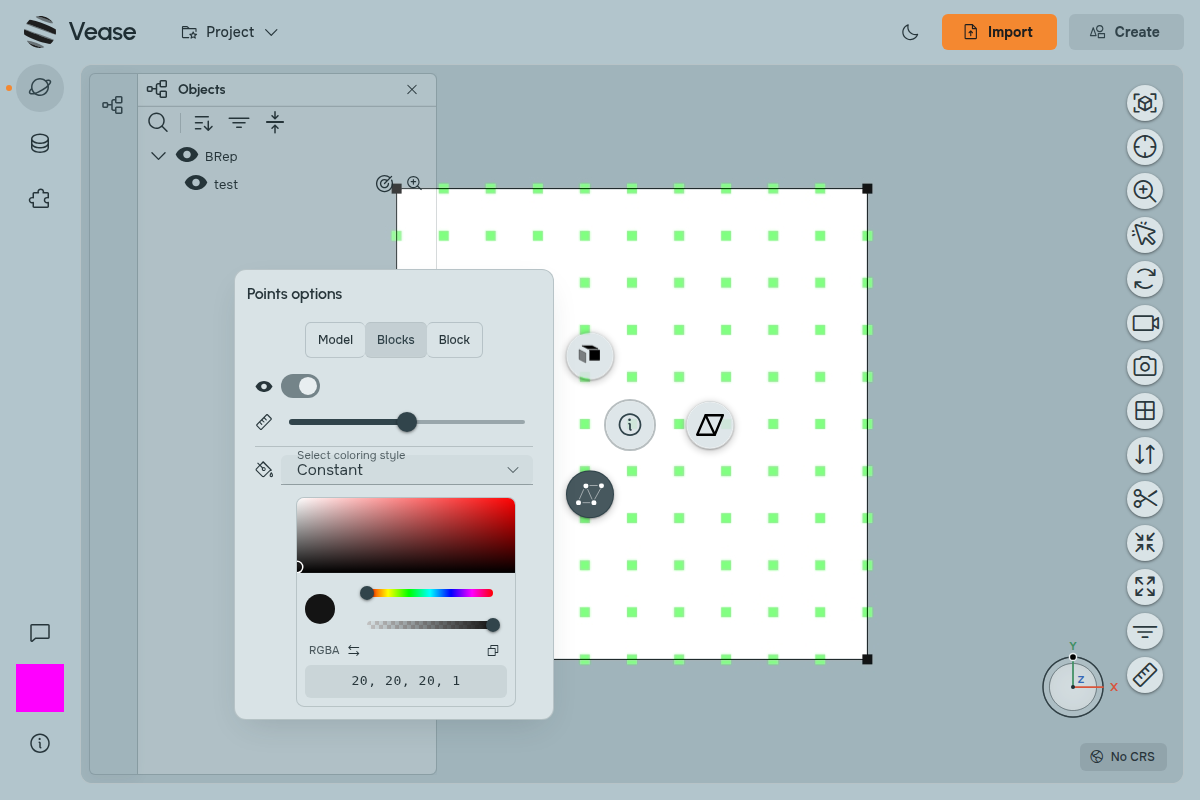 Vease
Project
Import
Create
Objects
BRep
test
Points options
Model
Blocks
Block
Select coloring style
Constant
RGBA
20, 20, 20, 1
Y
Z
X
No CRS